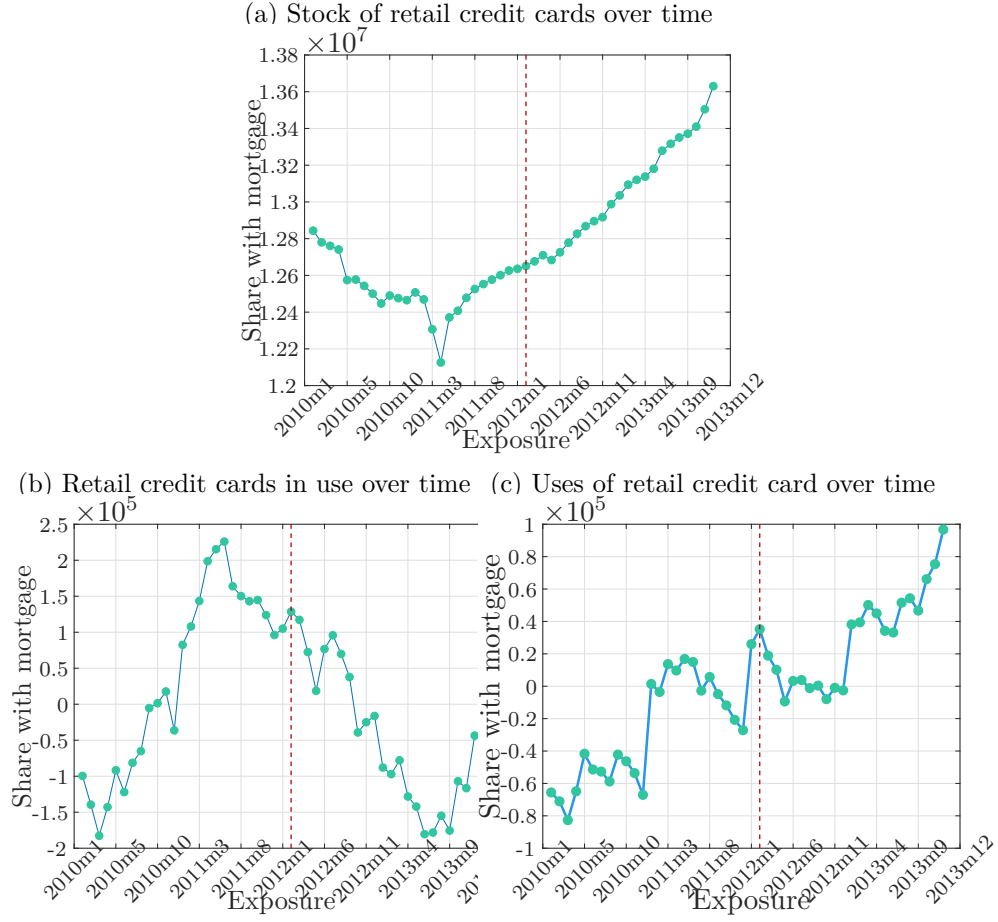 (a) Stock of retail credit cards over time
×10^7
1.38
1.36
1.34
1.32
1.3
1.28
1.26
1.24
1.22
1.2
Share with mortgage
2010m1 2010m5 2010m10 2011m3 2011m8 2012m1 2012m6 2012m11 2013m4 2013m9 2013m12
Exposure
(b) Retail credit cards in use over time
×10^5
2.5
2
1.5
1
0.5
0
-0.5
-1
-1.5
-2
Share with mortgage
2010m1 2010m5 2010m10 2011m3 2011m8 2012m1 2012m6 2012m11 2013m4 2013m9
Exposure
(c) Uses of retail credit card over time
×10^5
1
0.8
0.6
0.4
0.2
0
-0.2
-0.4
-0.6
-0.8
-1
Share with mortgage
2010m1 2010m5 2010m10 2011m3 2011m8 2012m1 2012m6 2012m11 2013m4 2013m9 2013m12
Exposure